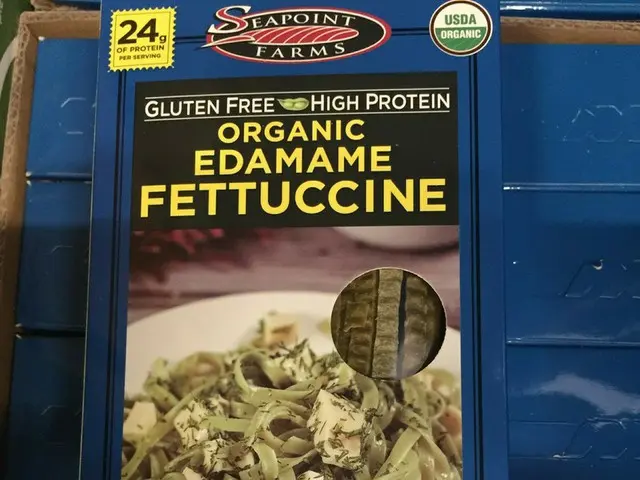 24g
OF PROTEIN
PER SERVING
SEAPOINT
FARMS
USDA
ORGANIC
GLUTEN FREE HIGH PROTEIN
ORGANIC
EDAMAME
FETTUCCINE